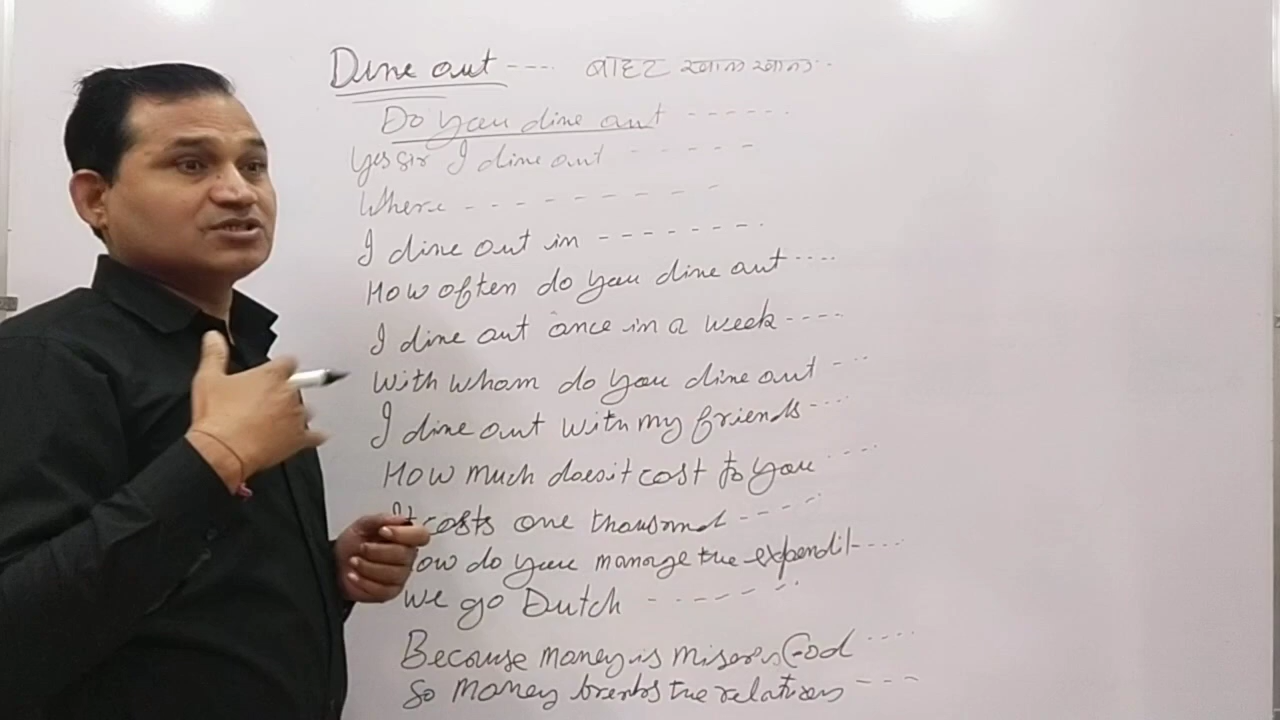 Dine out ---- बाहर खाना खाना..
Do you dine out ------
Yes sir I dine out -----
Where ---------
I dine out in --------
How often do you dine out ----
I dine out once in a week ----
With whom do you dine out ---
I dine out with my friends ----
How much does it cost to you ----
It costs one thousand -----
How do you manage the expendit----
We go Dutch ------
Because money is misers God ----
So money breaks the relations ---